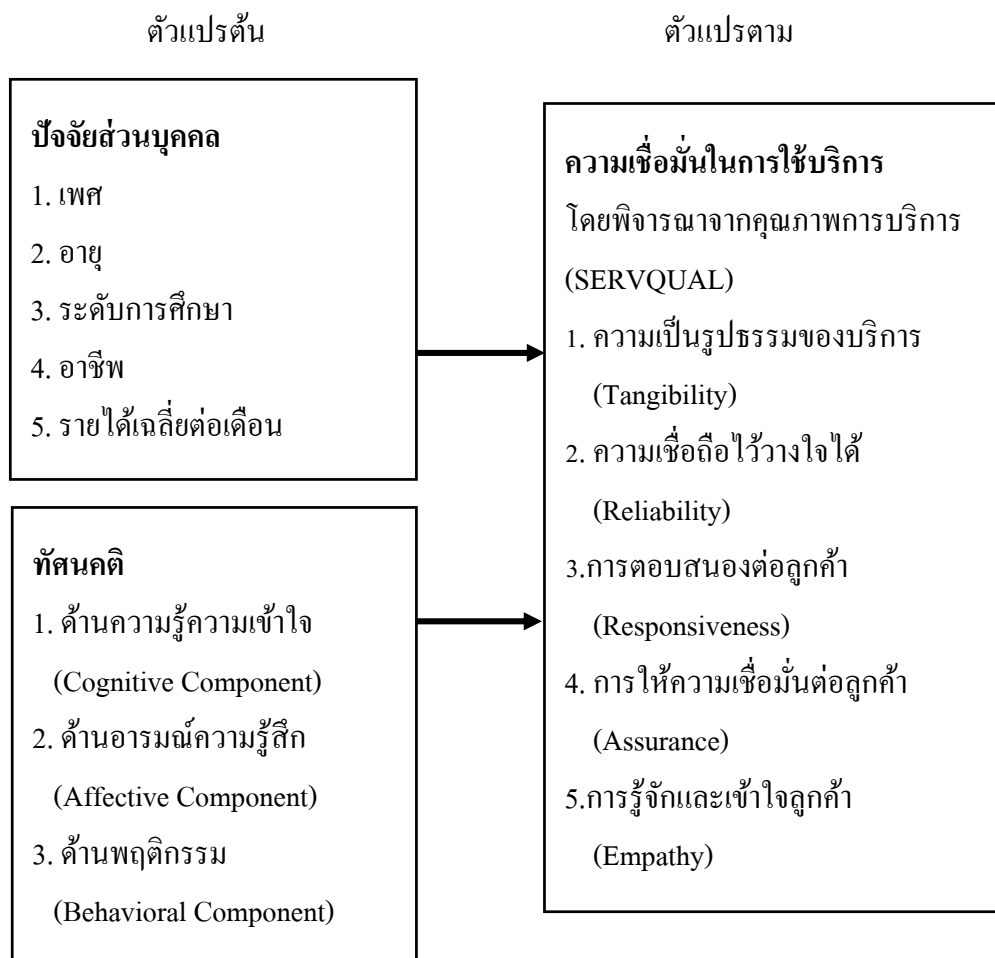 ตัวแปรต้น
ตัวแปรตาม
ปัจจัยส่วนบุคคล
1. เพศ
2. อายุ
3. ระดับการศึกษา
4. อาชีพ
5. รายได้เฉลี่ยต่อเดือน
ทัศนคติ
1. ด้านความรู้ความเข้าใจ
(Cognitive Component)
2. ด้านอารมณ์ความรู้สึก
(Affective Component)
3. ด้านพฤติกรรม
(Behavioral Component)
ความเชื่อมั่นในการใช้บริการ
โดยพิจารณาจากคุณภาพการบริการ
(SERVQUAL)
1. ความเป็นรูปธรรมของบริการ
(Tangibility)
2. ความเชื่อถือไว้วางใจได้
(Reliability)
3.การตอบสนองต่อลูกค้า
(Responsiveness)
4. การให้ความเชื่อมั่นต่อลูกค้า
(Assurance)
5.การรู้จักและเข้าใจลูกค้า
(Empathy)